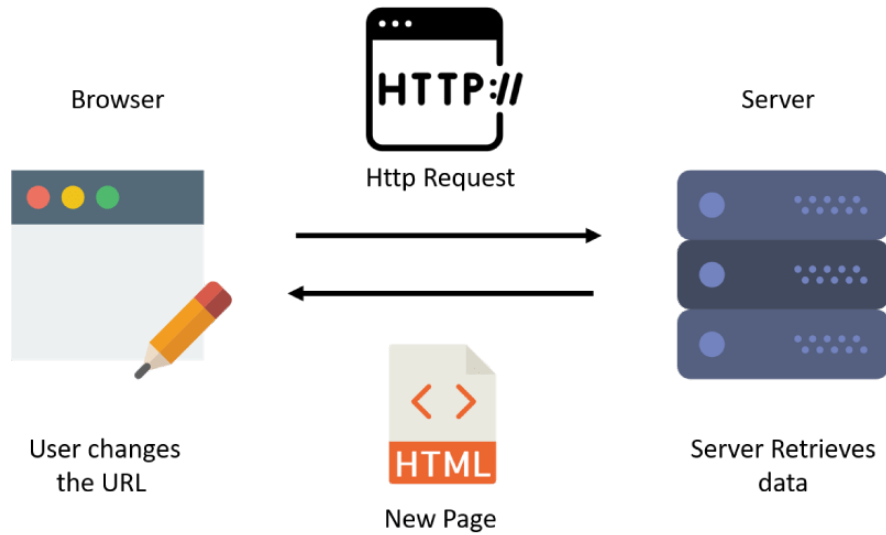 Browser
HTTP://
Server
Http Request
User changes
the URL
HTML
New Page
Server Retrieves
data